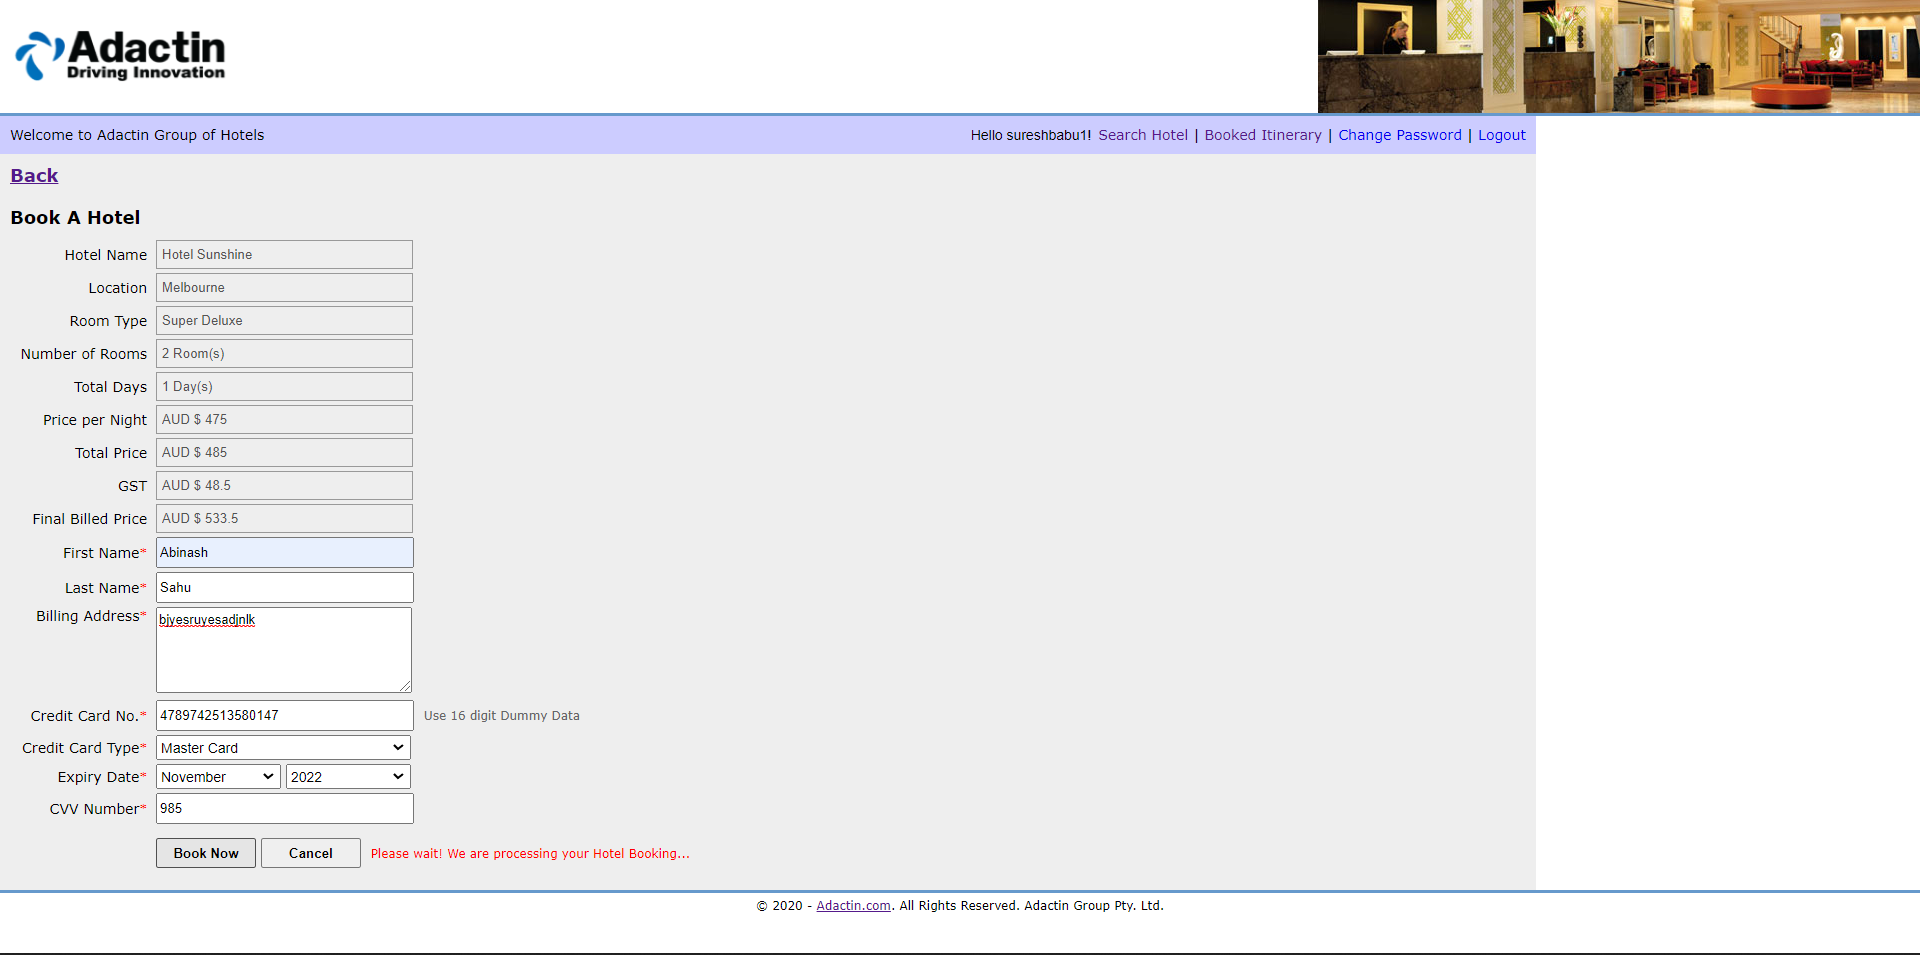 Adactin
Driving Innovation
Welcome to Adactin Group of Hotels
Hello sureshbabu1! Search Hotel | Booked Itinerary | Change Password | Logout
Back
Book A Hotel
Hotel Name Hotel Sunshine
Location Melbourne
Room Type Super Deluxe
Number of Rooms 2 Room(s)
Total Days 1 Day(s)
Price per Night AUD $ 475
Total Price AUD $ 485
GST AUD $ 48.5
Final Billed Price AUD $ 533.5
First Name* Abinash
Last Name* Sahu
Billing Address* bjyesruyesadjnlk
Credit Card No.* 4789742513580147 Use 16 digit Dummy Data
Credit Card Type* Master Card
Expiry Date* November 2022
CVV Number* 985
Book Now Cancel Please wait! We are processing your Hotel Booking...
© 2020 - Adactin.com. All Rights Reserved. Adactin Group Pty. Ltd.